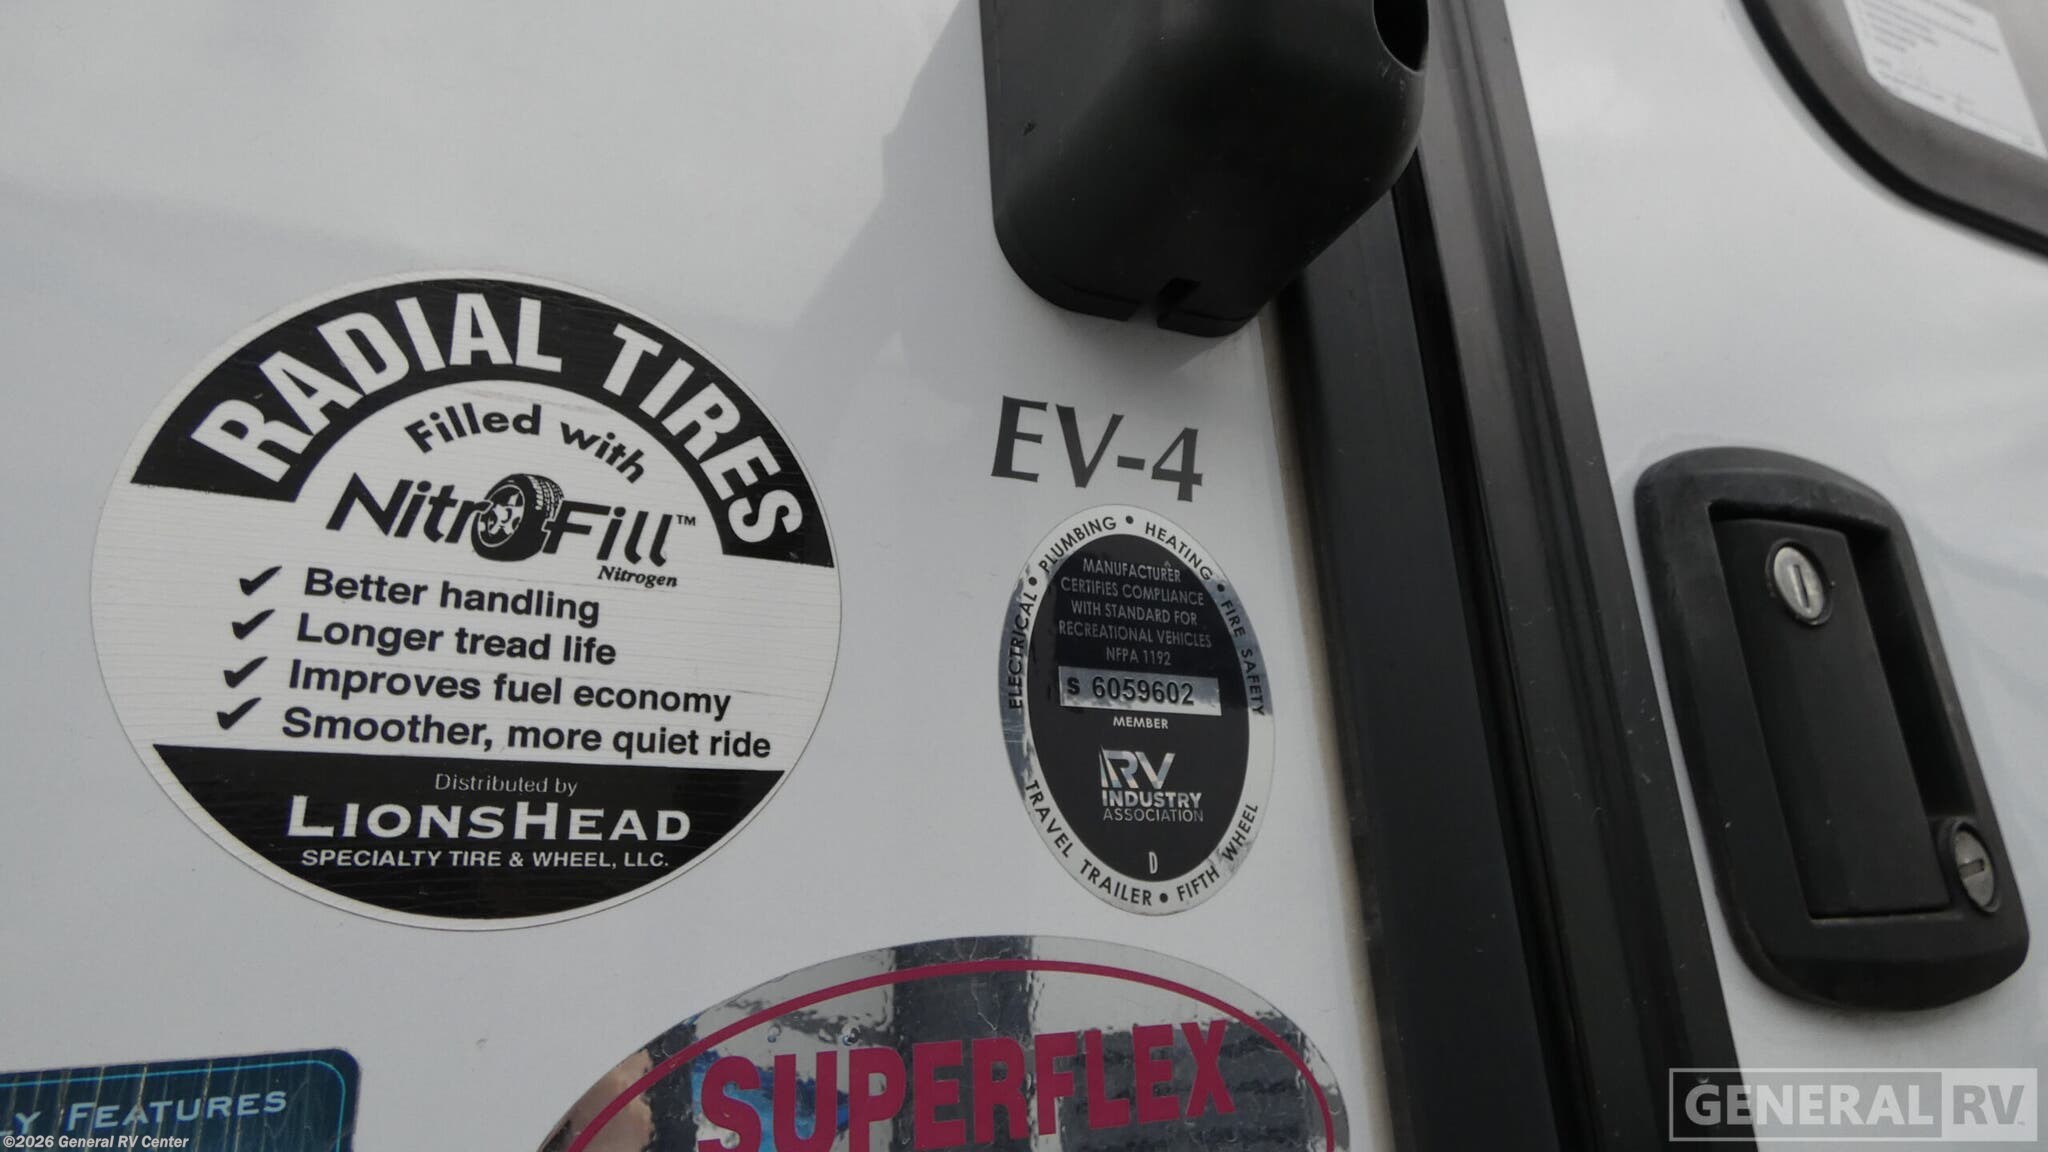 RADIAL TIRES
Filled with
NitroFill™
Nitrogen
✔ Better handling
✔ Longer tread life
✔ Improves fuel economy
✔ Smoother, more quiet ride
Distributed by
LIONSHEAD
SPECIALTY TIRE & WHEEL, LLC.
EV-4
ELECTRICAL • PLUMBING • HEATING • FIRE SAFETY
MANUFACTURER
CERTIFIES COMPLIANCE
WITH STANDARD FOR
RECREATIONAL VEHICLES
NFPA 1192
S 6059602
MEMBER
RV
INDUSTRY
ASSOCIATION
D
TRAVEL TRAILER • FIFTH WHEEL
SUPERFLEX
Y FEATURES
©2026 General RV Center
GENERAL RV